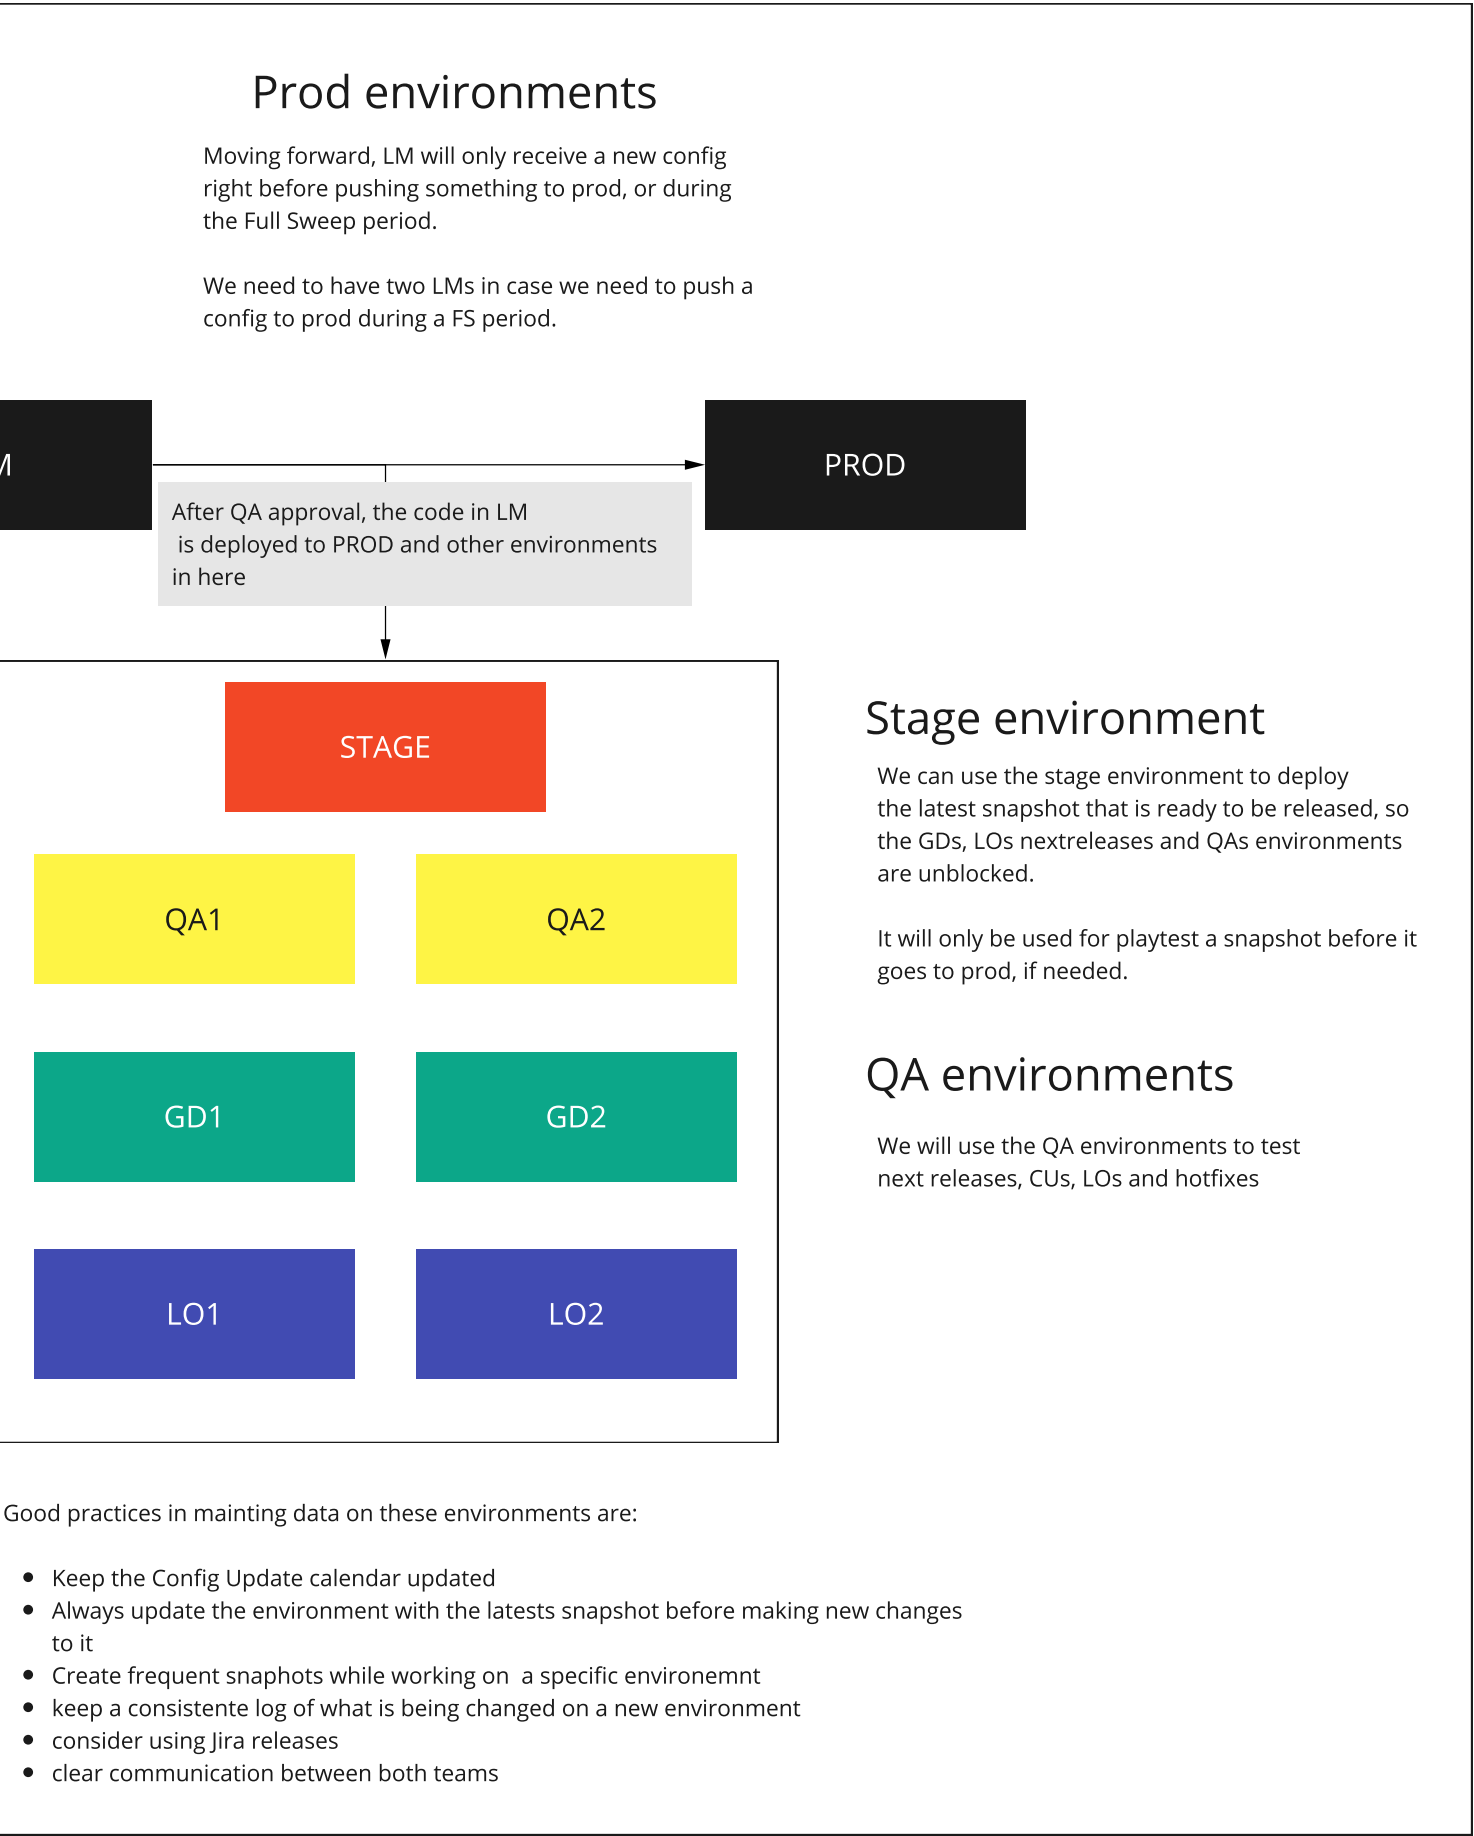 Prod environments
Moving forward, LM will only receive a new config
right before pushing something to prod, or during
the Full Sweep period.
We need to have two LMs in case we need to push a
config to prod during a FS period.
M
PROD
After QA approval, the code in LM
is deployed to PROD and other environments
in here
STAGE
QA1
QA2
GD1
GD2
LO1
LO2
Stage environment
We can use the stage environment to deploy
the latest snapshot that is ready to be released, so
the GDs, LOs nextreleases and QAs environments
are unblocked.
It will only be used for playtest a snapshot before it
goes to prod, if needed.
QA environments
We will use the QA environments to test
next releases, CUs, LOs and hotfixes
Good practices in mainting data on these environments are:
• Keep the Config Update calendar updated
• Always update the environment with the latests snapshot before making new changes
to it
• Create frequent snaphots while working on  a specific environemnt
• keep a consistente log of what is being changed on a new environment
• consider using Jira releases
• clear communication between both teams